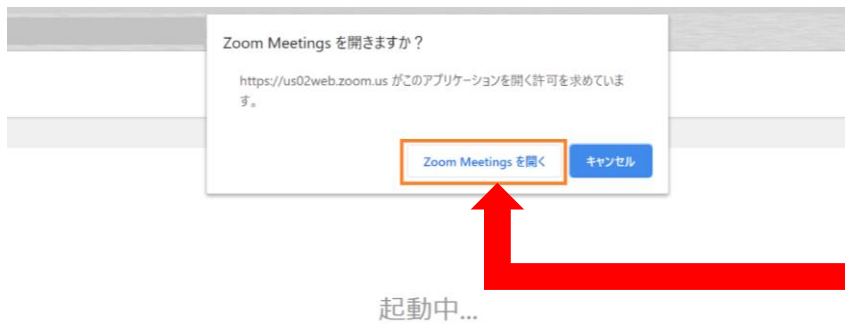 Zoom Meetings を開きますか？
https://us02web.zoom.us がこのアプリケーションを開く許可を求めていま
す。
Zoom Meetings を開く
キャンセル
起動中...